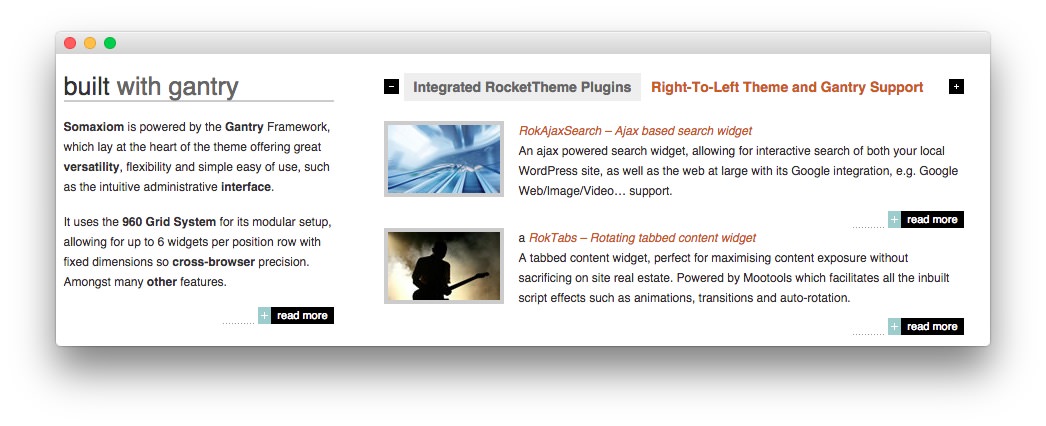 built with gantry
Somaxiom is powered by the Gantry Framework,
which lay at the heart of the theme offering great
versatility, flexibility and simple easy of use, such
as the intuitive administrative interface.
It uses the 960 Grid System for its modular setup,
allowing for up to 6 widgets per position row with
fixed dimensions so cross-browser precision.
Amongst many other features.
+ read more
− Integrated RocketTheme Plugins Right-To-Left Theme and Gantry Support +
RokAjaxSearch – Ajax based search widget
An ajax powered search widget, allowing for interactive search of both your local
WordPress site, as well as the web at large with its Google integration, e.g. Google
Web/Image/Video… support.
+ read more
a RokTabs – Rotating tabbed content widget
A tabbed content widget, perfect for maximising content exposure without
sacrificing on site real estate. Powered by Mootools which facilitates all the inbuilt
script effects such as animations, transitions and auto-rotation.
+ read more